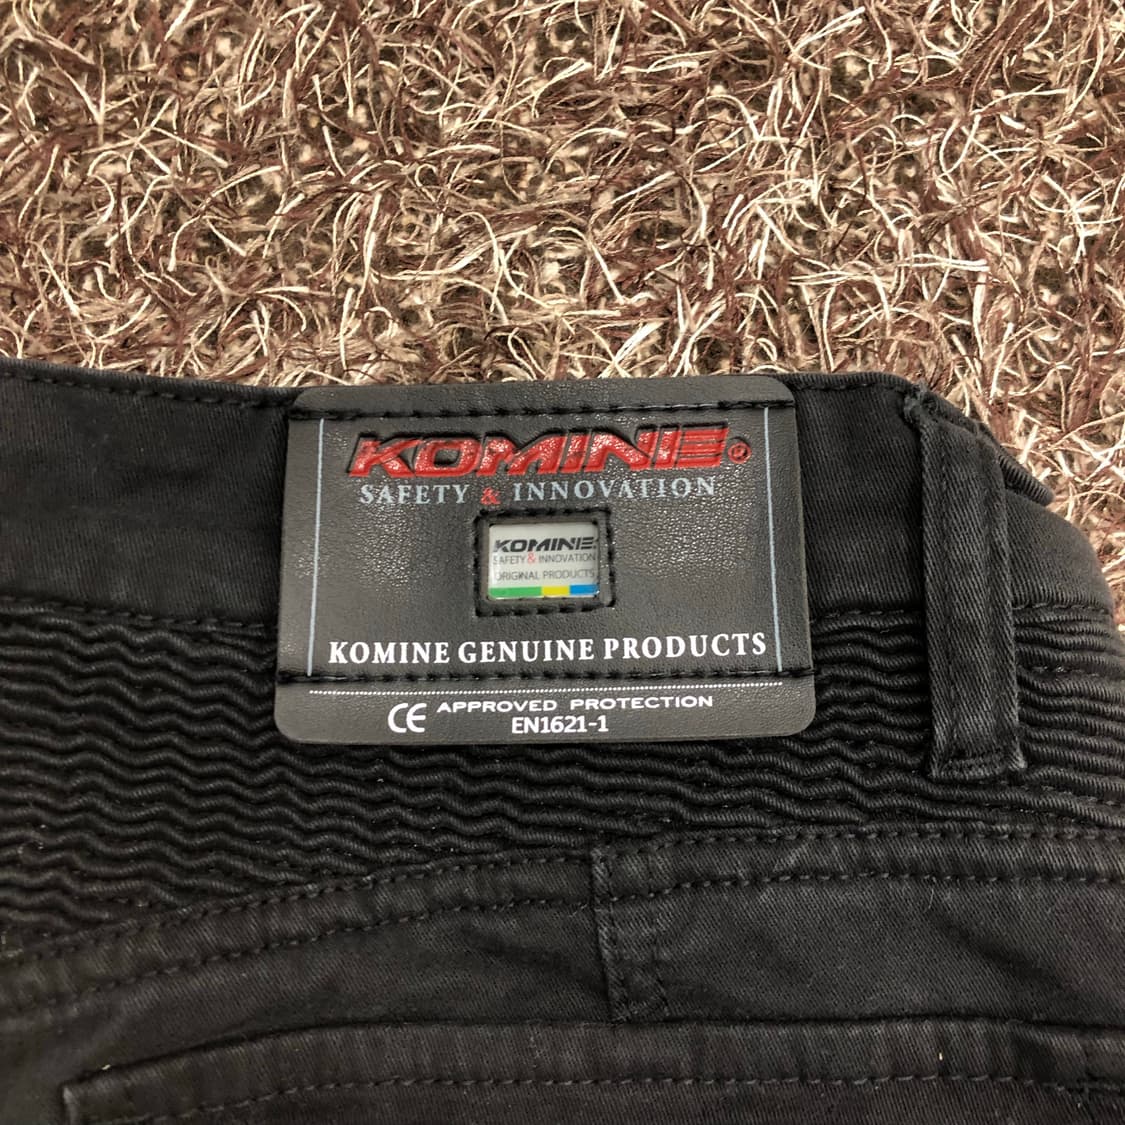 KOMINE®
SAFETY & INNOVATION
KOMINE
SAFETY & INNOVATION
ORIGINAL PRODUCTS
KOMINE GENUINE PRODUCTS
CE APPROVED PROTECTION
EN1621-1